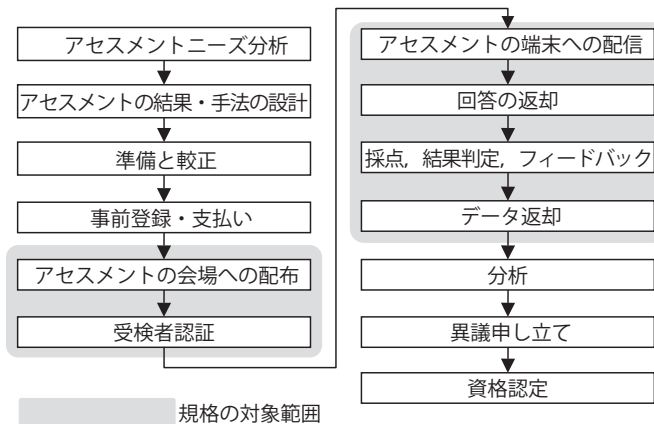 アセスメントニーズ分析
アセスメントの結果・手法の設計
準備と較正
事前登録・支払い
アセスメントの会場への配布
受検者認証
アセスメントの端末への配信
回答の返却
採点，結果判定，フィードバック
データ返却
分析
異議申し立て
資格認定
規格の対象範囲